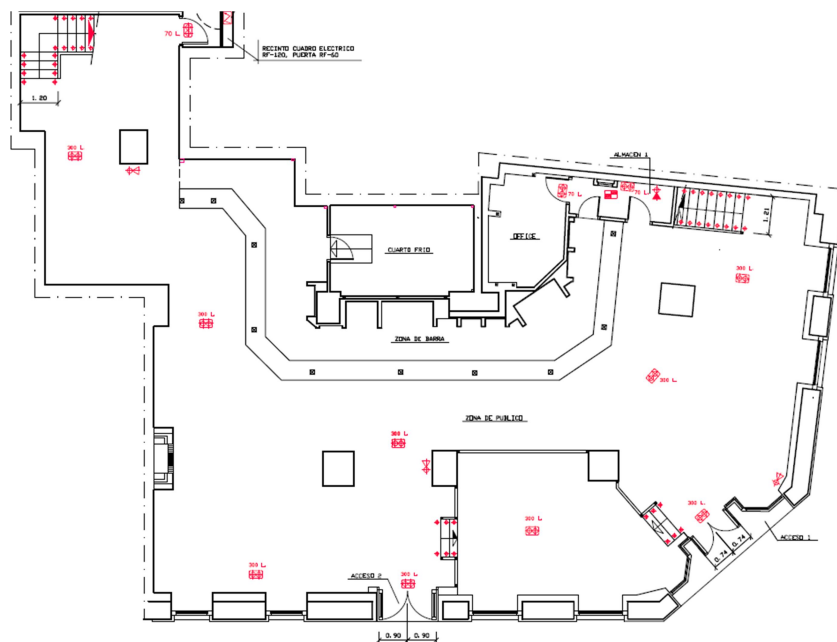 70 L.
RECINTO CUADRO ELECTRICO
RF-120, PUERTA RF-60
1.20
300 L.
ALMACEN 1
70 L.
70 L.
1.21
OFFICE
CUARTO FRIO
300 L.
300 L.
ZONA DE BARRA
300 L.
ZONA DE PUBLICO
300 L.
300 L.
300 L.
ACCESO 1
0.74
0.74
300 L.
ACCESO 2
300 L.
0.90
0.90